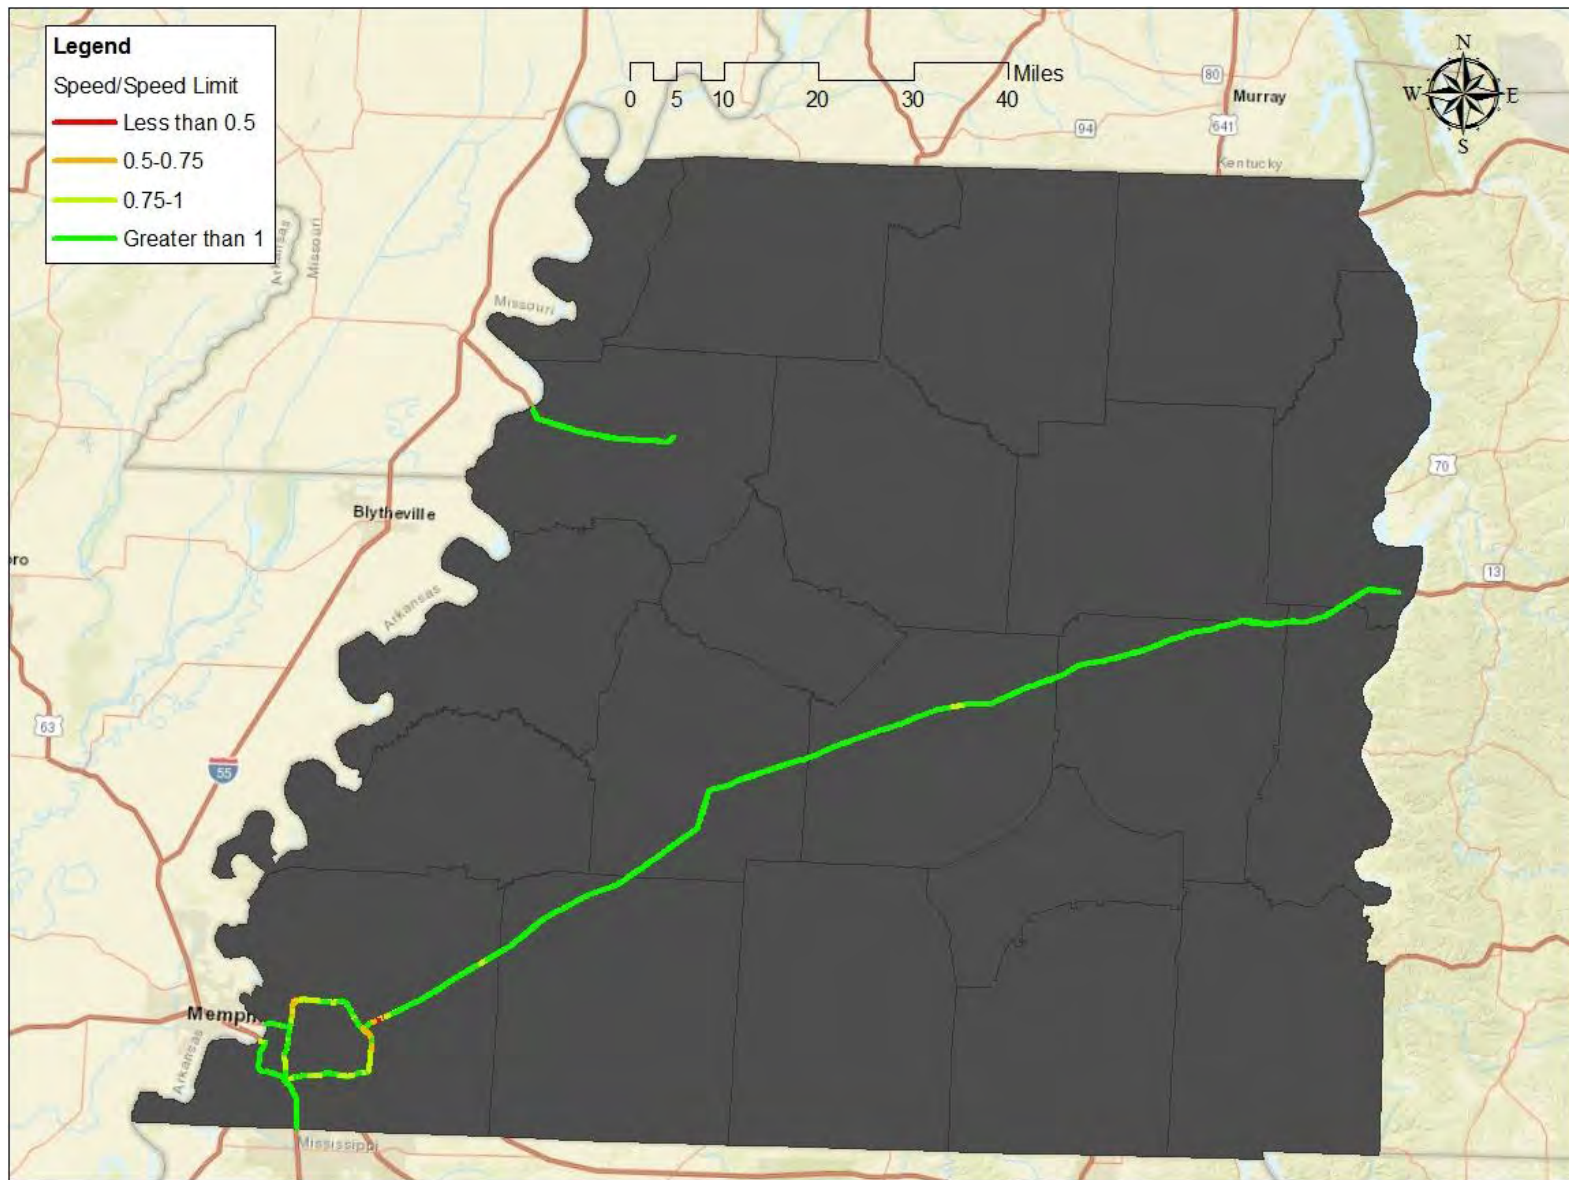 Legend
Speed/Speed Limit
Less than 0.5
0.5-0.75
0.75-1
Greater than 1
Miles
0 5 10 20 30 40
N
W E
S
80
Murray
94
641
Kentucky
Arkansas
Missouri
Missouri
70
Blytheville
13
Arkansas
63
55
Memph
Arkansas
Mississippi